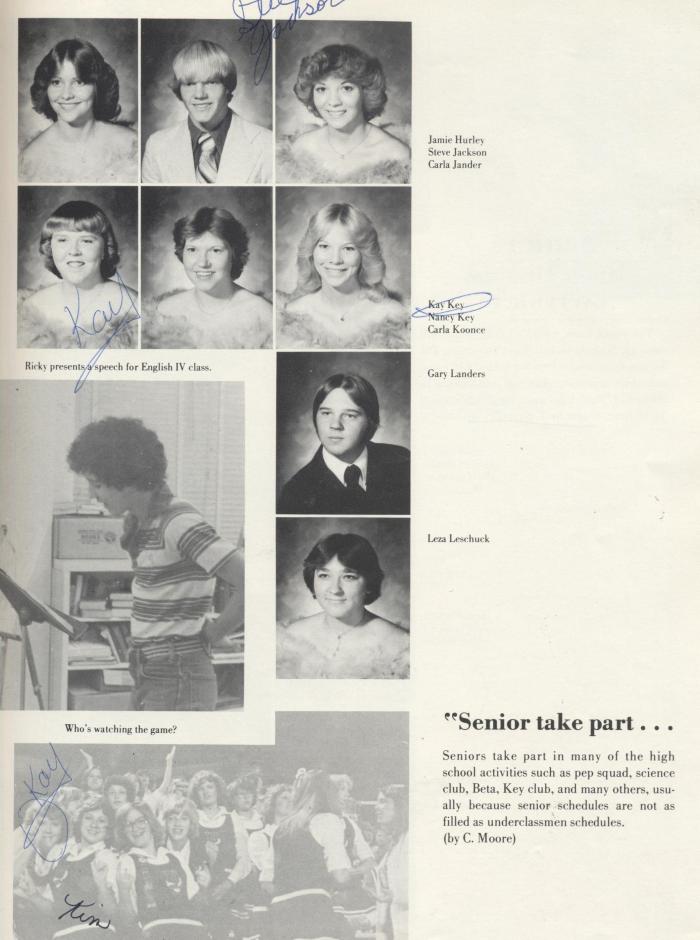 Steve
Jackson
Jamie Hurley
Steve Jackson
Carla Jander
Kay
Kay Key
Nancy Key
Carla Koonce
Ricky presents a speech for English IV class.
Gary Landers
Leza Leschuck
Who's watching the game?
Kay
Kim
"Senior take part . . .
Seniors take part in many of the high
school activities such as pep squad, science
club, Beta, Key club, and many others, usu-
ally because senior schedules are not as
filled as underclassmen schedules.
(by C. Moore)